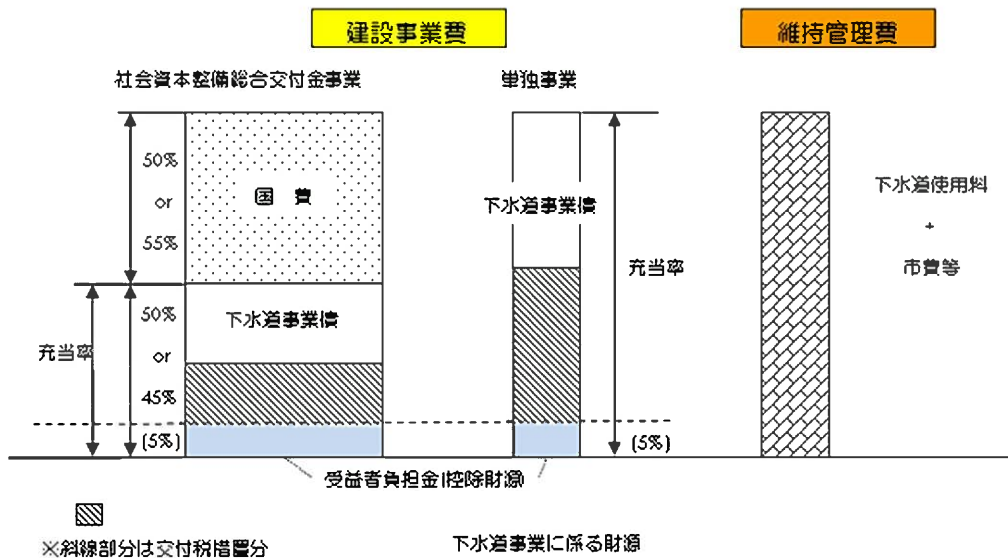 建設事業費
維持管理費
社会資本整備総合交付金事業
単独事業
50%
or
55%
国 費
下水道事業債
充当率
下水道使用料
+
市費等
充当率
50%
or
45%
(5%)
下水道事業債
(5%)
受益者負担金(控除財源)
※斜線部分は交付税措置分
下水道事業に係る財源